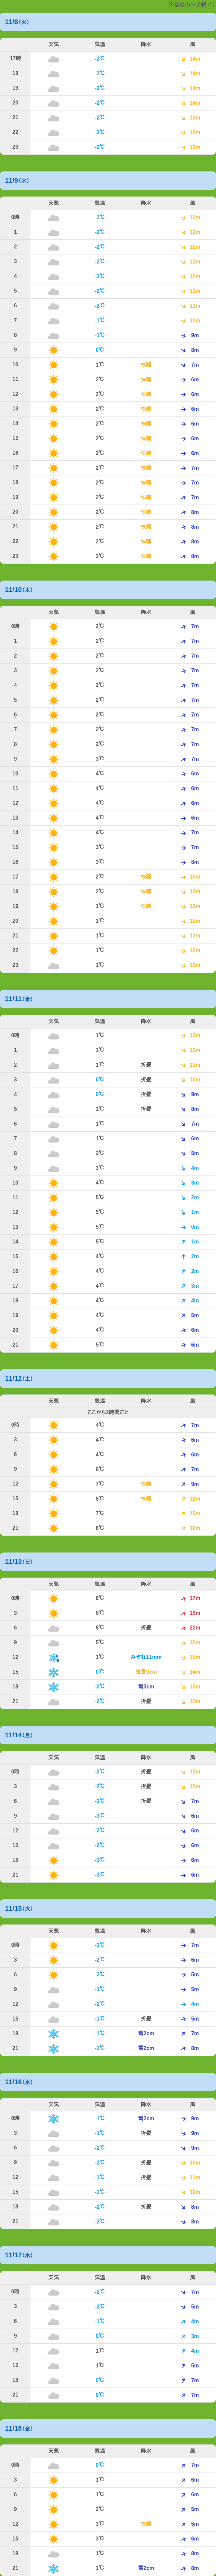 11/8(火)
天気 気温 降水 風
17時 -2℃ 14m
18 -2℃ 14m
19 -2℃ 14m
20 -2℃ 14m
21 -2℃ 13m
22 -2℃ 13m
23 -2℃ 13m
11/9(水)
天気 気温 降水 風
0時 -2℃ 12m
1 -2℃ 12m
2 -2℃ 12m
3 -2℃ 12m
4 -2℃ 12m
5 -2℃ 11m
6 -2℃ 11m
7 -1℃ 10m
8 -1℃ 9m
9 0℃ 8m
10 1℃ 快晴 7m
11 2℃ 快晴 6m
12 2℃ 快晴 6m
13 2℃ 快晴 6m
14 2℃ 快晴 6m
15 2℃ 快晴 6m
16 2℃ 快晴 6m
17 2℃ 快晴 7m
18 2℃ 快晴 7m
19 2℃ 快晴 7m
20 2℃ 快晴 8m
21 2℃ 快晴 8m
22 2℃ 快晴 8m
23 2℃ 快晴 8m
11/10(木)
天気 気温 降水 風
0時 2℃ 7m
1 2℃ 7m
2 2℃ 7m
3 2℃ 7m
4 2℃ 7m
5 2℃ 7m
6 2℃ 7m
7 2℃ 7m
8 2℃ 7m
9 3℃ 7m
10 4℃ 6m
11 4℃ 6m
12 4℃ 6m
13 4℃ 6m
14 4℃ 7m
15 3℃ 7m
16 3℃ 8m
17 2℃ 快晴 10m
18 2℃ 快晴 12m
19 1℃ 快晴 12m
20 1℃ 12m
21 1℃ 12m
22 1℃ 12m
23 1℃ 13m
11/11(金)
天気 気温 降水 風
0時 1℃ 13m
1 1℃ 12m
2 1℃ 折曇 11m
3 0℃ 折曇 10m
4 0℃ 折曇 9m
5 1℃ 折曇 8m
6 1℃ 7m
7 1℃ 6m
8 2℃ 5m
9 3℃ 4m
10 4℃ 3m
11 5℃ 2m
12 5℃ 1m
13 5℃ 0m
14 5℃ 1m
15 4℃ 2m
16 4℃ 2m
17 4℃ 3m
18 4℃ 4m
19 4℃ 5m
20 4℃ 6m
21 5℃ 6m
11/12(土)
天気 気温 降水 風
ここから3時間ごと
0時 4℃ 7m
3 4℃ 6m
6 4℃ 6m
9 6℃ 7m
12 7℃ 快晴 9m
15 8℃ 快晴 12m
18 7℃ 15m
21 8℃ 16m
11/13(日)
天気 気温 降水 風
0時 8℃ 17m
3 8℃ 19m
6 8℃ 折曇 22m
9 5℃ 16m
12 1℃ みぞれ11mm 15m
15 0℃ 強雪9cm 14m
18 -2℃ 雪3cm 13m
21 -2℃ 折曇 12m
11/14(月)
天気 気温 降水 風
0時 -2℃ 折曇 12m
3 -3℃ 折曇 10m
6 -3℃ 折曇 7m
9 -3℃ 6m
12 -2℃ 6m
15 -2℃ 6m
18 -3℃ 6m
21 -3℃ 6m
11/15(火)
天気 気温 降水 風
0時 -3℃ 7m
3 -2℃ 6m
6 -2℃ 5m
9 -1℃ 5m
12 -2℃ 4m
15 -1℃ 折曇 5m
18 -1℃ 雪2cm 7m
21 -1℃ 雪2cm 8m
11/16(水)
天気 気温 降水 風
0時 -1℃ 雪2cm 9m
3 -1℃ 折曇 9m
6 -2℃ 9m
9 -2℃ 折曇 10m
12 -1℃ 折曇 11m
15 -1℃ 10m
18 -2℃ 折曇 8m
21 -2℃ 8m
11/17(木)
天気 気温 降水 風
0時 -2℃ 7m
3 -2℃ 5m
6 -1℃ 4m
9 0℃ 3m
12 1℃ 4m
15 1℃ 5m
18 0℃ 7m
21 0℃ 7m
11/18(金)
天気 気温 降水 風
0時 0℃ 7m
3 1℃ 6m
6 1℃ 6m
9 2℃ 5m
12 3℃ 快晴 5m
15 3℃ 6m
18 1℃ 8m
21 1℃ 雪2cm 8m